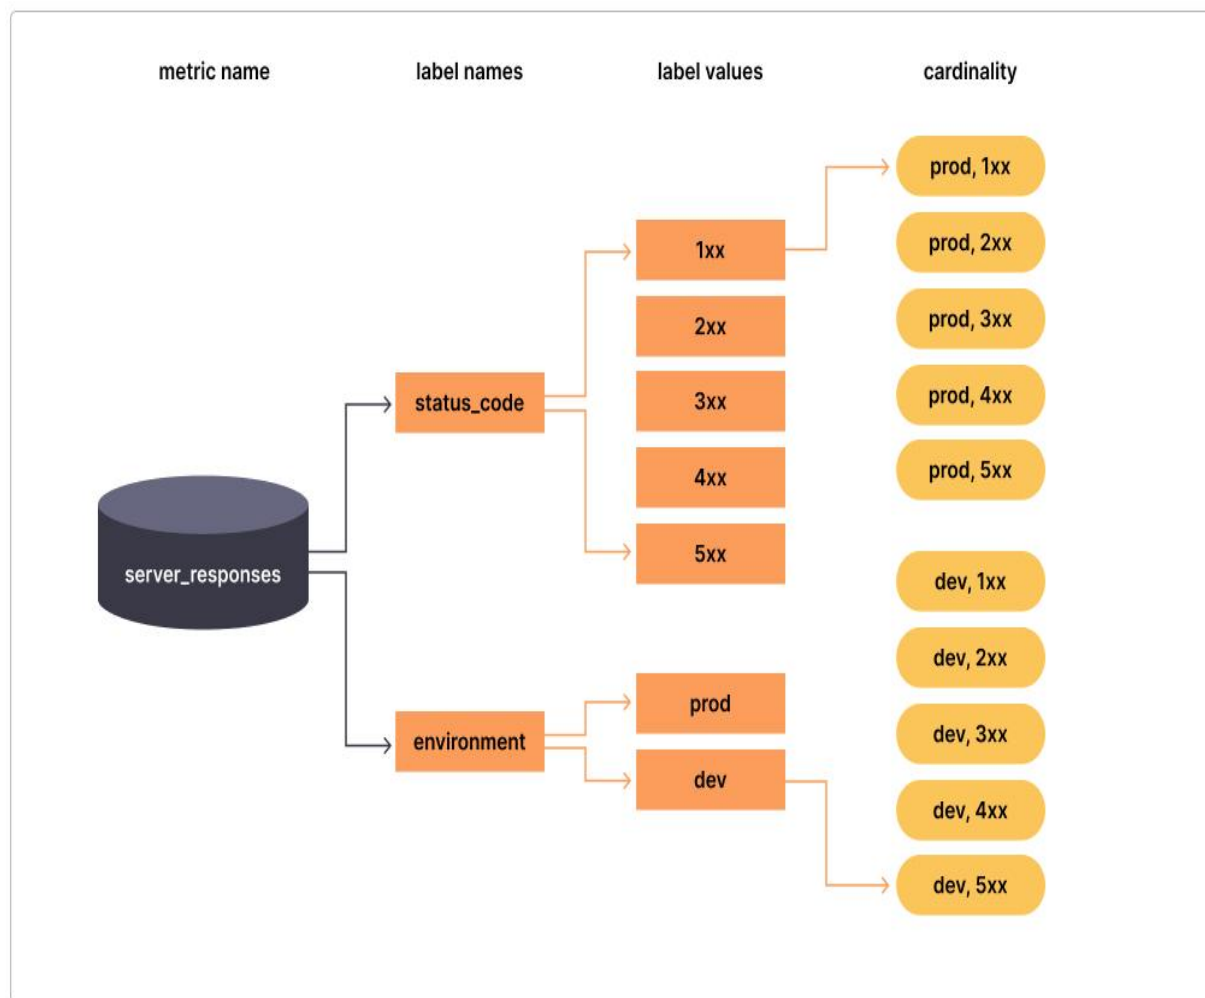 metric name
label names
label values
cardinality
server_responses
status_code
environment
1xx
2xx
3xx
4xx
5xx
prod
dev
prod, 1xx
prod, 2xx
prod, 3xx
prod, 4xx
prod, 5xx
dev, 1xx
dev, 2xx
dev, 3xx
dev, 4xx
dev, 5xx